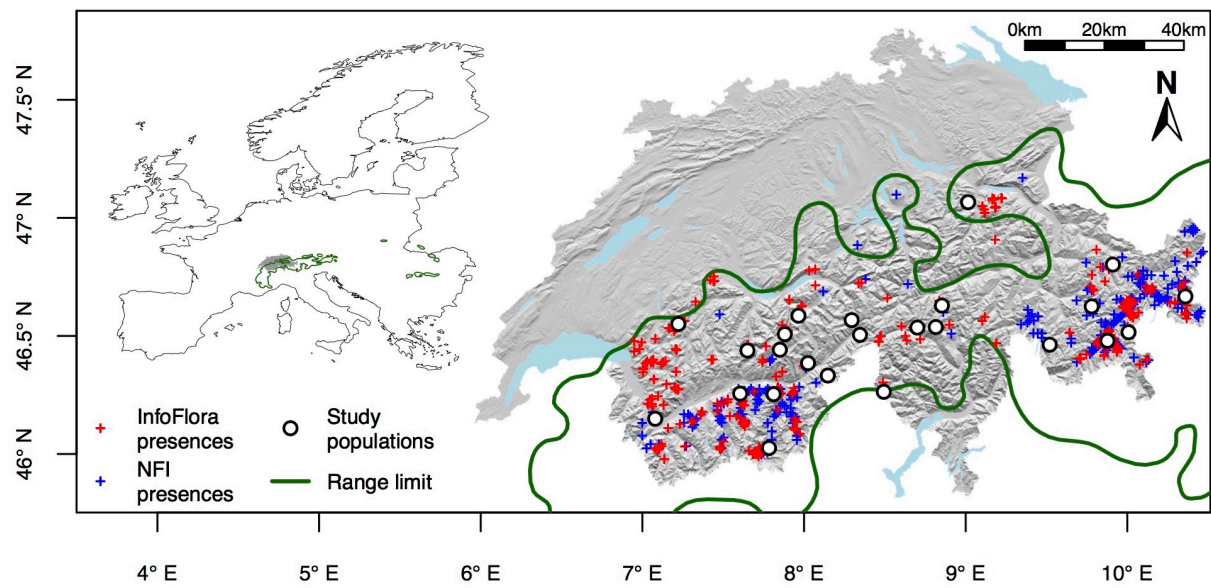 0km 20km 40km
N
47.5° N
47° N
46.5° N
46° N
InfoFlora
presences
Study
populations
NFI
presences
Range limit
4° E 5° E 6° E 7° E 8° E 9° E 10° E